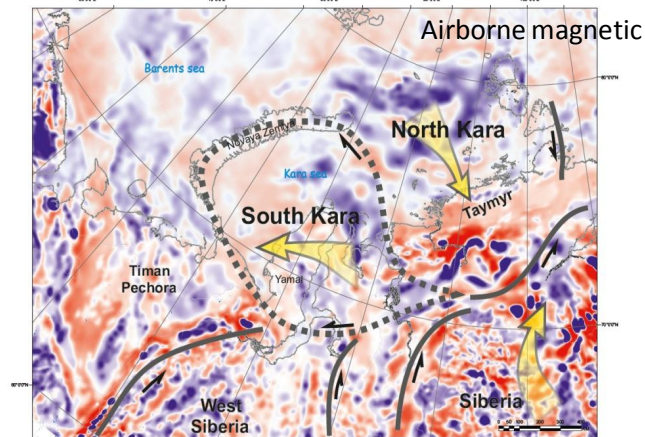 Airborne magnetic
Barents sea
North Kara
Novaya Zemlya
Kara sea
Taymyr
South Kara
Timan
Pechora
Yamal
West
Siberia
Siberia